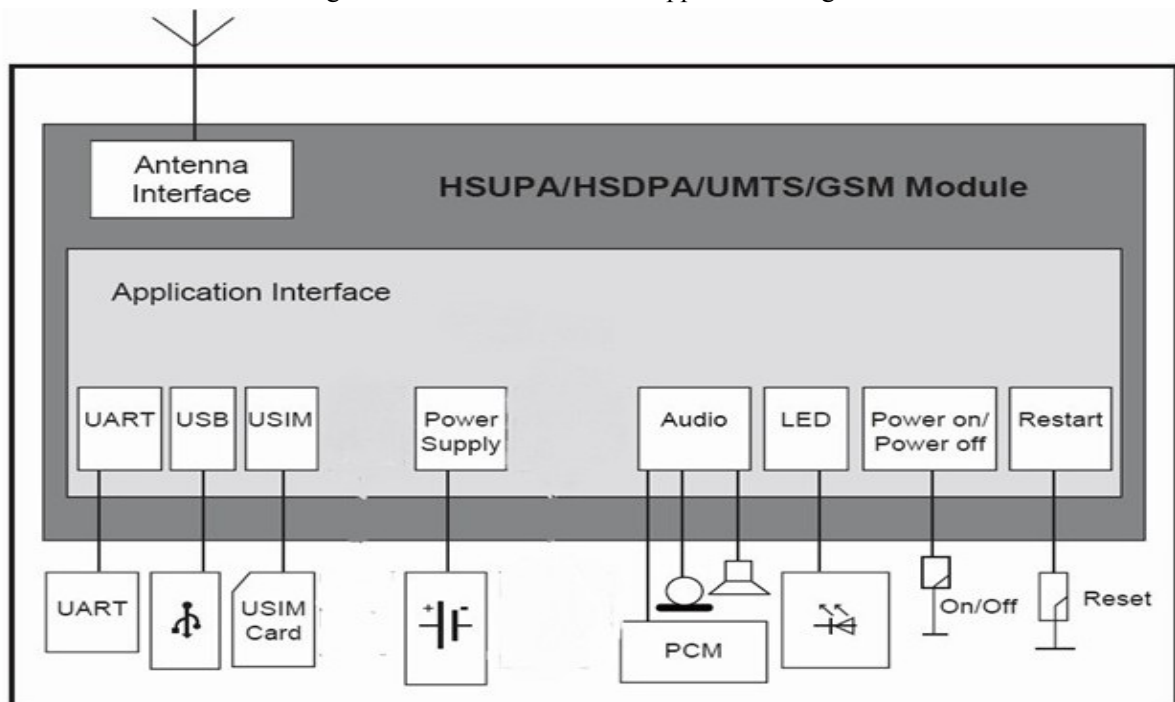 Antenna
Interface
HSUPA/HSDPA/UMTS/GSM Module
Application Interface
UART
USB
USIM
Power
Supply
Audio
LED
Power on/
Power off
Restart
UART
USIM
Card
+
-
PCM
On/Off
Reset